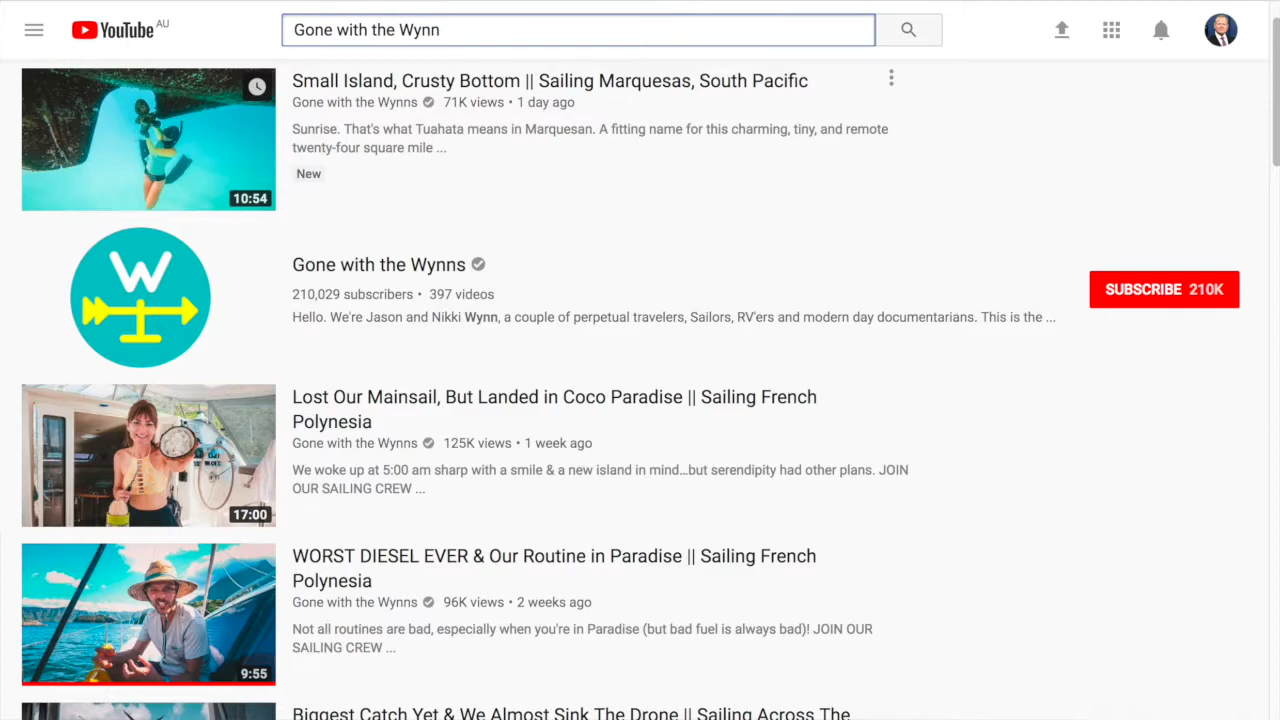 YouTube AU
Gone with the Wynn
Small Island, Crusty Bottom || Sailing Marquesas, South Pacific
Gone with the Wynns 71K views • 1 day ago
Sunrise. That's what Tuahata means in Marquesan. A fitting name for this charming, tiny, and remote
twenty-four square mile ...
New
10:54
W
Gone with the Wynns
210,029 subscribers • 397 videos
Hello. We're Jason and Nikki Wynn, a couple of perpetual travelers, Sailors, RV'ers and modern day documentarians. This is the ...
SUBSCRIBE 210K
Lost Our Mainsail, But Landed in Coco Paradise || Sailing French
Polynesia
Gone with the Wynns 125K views • 1 week ago
We woke up at 5:00 am sharp with a smile & a new island in mind...but serendipity had other plans. JOIN
OUR SAILING CREW ...
17:00
WORST DIESEL EVER & Our Routine in Paradise || Sailing French
Polynesia
Gone with the Wynns 96K views • 2 weeks ago
Not all routines are bad, especially when you're in Paradise (but bad fuel is always bad)! JOIN OUR
SAILING CREW ...
9:55
Biggest Catch Yet & We Almost Sink The Drone || Sailing Across The